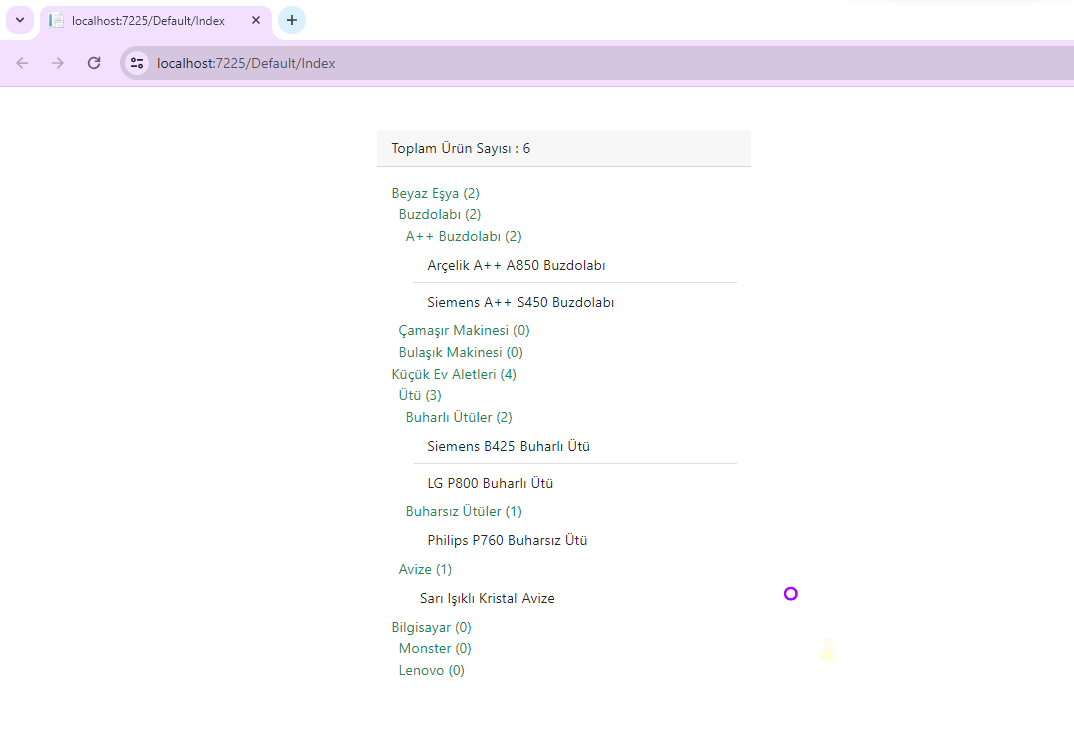 localhost:7225/Default/Index
localhost:7225/Default/Index
Toplam Ürün Sayısı : 6
Beyaz Eşya (2)
Buzdolabı (2)
A++ Buzdolabı (2)
Arçelik A++ A850 Buzdolabı
Siemens A++ S450 Buzdolabı
Çamaşır Makinesi (0)
Bulaşık Makinesi (0)
Küçük Ev Aletleri (4)
Ütü (3)
Buharlı Ütüler (2)
Siemens B425 Buharlı Ütü
LG P800 Buharlı Ütü
Buharsız Ütüler (1)
Philips P760 Buharsız Ütü
Avize (1)
Sarı Işıklı Kristal Avize
Bilgisayar (0)
Monster (0)
Lenovo (0)